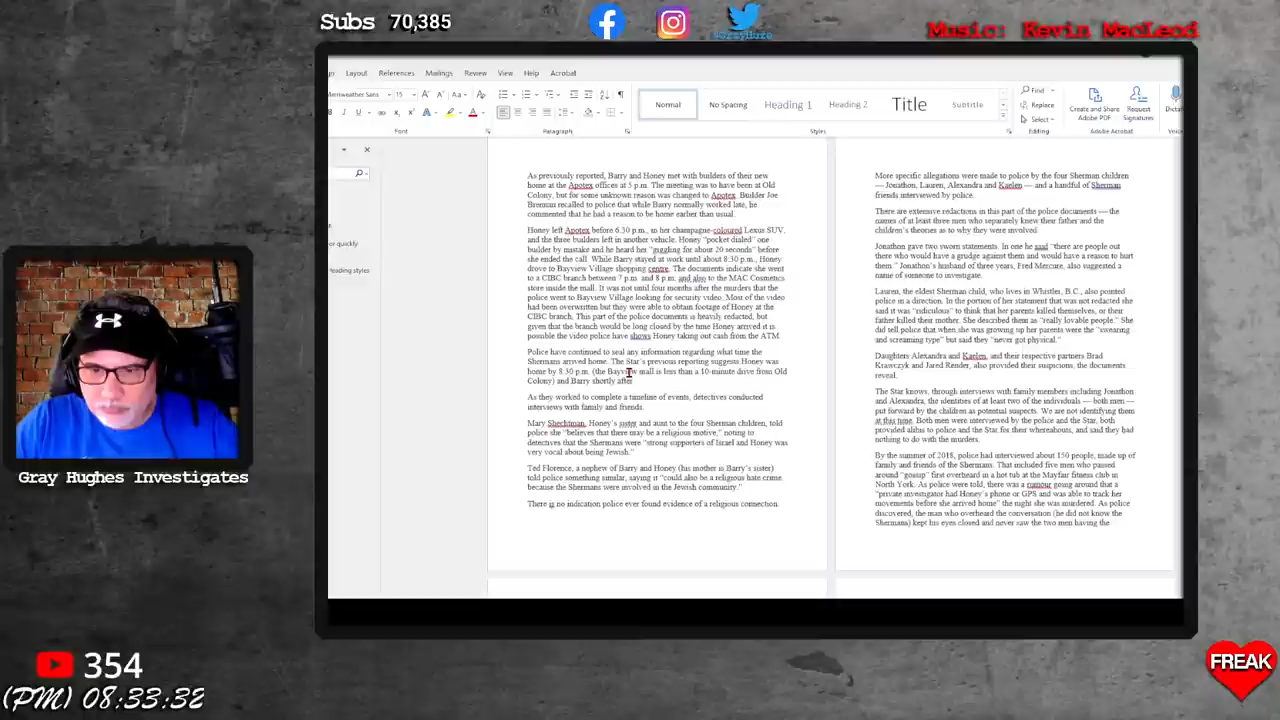 Subs 70,385
@GrayHuze
Music: Kevin MacLeod
Layout References Mailings Review View Help Acrobat
Merriweather Sans 15
Normal No Spacing Heading 1 Heading 2 Title Subtitle
Find
Replace
Select
Create and Share Adobe PDF
Request Signatures
Font Paragraph Styles Editing Adobe Acrobat
As previously reported, Barry and Honey met with builders of their new
home at the Apotex offices at 5 p.m. The meeting was to have been at Old
Colony, but for some unknown reason was changed to Apotex. Builder Joe
Brennan recalled to police that while Barry normally worked late, he
commented that he had a reason to be home earlier than usual.
Honey left Apotex before 6:30 p.m., in her champagne-coloured Lexus SUV,
and the three builders left in another vehicle. Honey “pocket dialed” one
builder by mistake and he heard her “juggling for about 20 seconds” before
she ended the call. While Barry stayed at work until about 8:30 p.m., Honey
drove to Bayview Village shopping centre. The documents indicate she went
to a CIBC branch between 7 p.m. and 8 p.m. and also to the MAC Cosmetics
store inside the mall. It was not until four months after the murders that the
police went to Bayview Village looking for security video. Most of the video
had been overwritten but they were able to obtain footage of Honey at the
CIBC branch. This part of the police documents is heavily redacted, but
given that the branch would be long closed by the time Honey arrived it is
possible the video police have shows Honey taking out cash from the ATM.
Police have continued to seal any information regarding what time the
Shermans arrived home. The Star’s previous reporting suggests Honey was
home by 8:30 p.m. (the Bayview mall is less than a 10-minute drive from Old
Colony) and Barry shortly after
As they worked to complete a timeline of events, detectives conducted
interviews with family and friends.
Mary Shechtman, Honey’s sister and aunt to the four Sherman children, told
police she “believes that there may be a religious motive,” noting to
detectives that the Shermans were “strong supporters of Israel and Honey was
very vocal about being Jewish.”
Ted Florence, a nephew of Barry and Honey (his mother is Barry’s sister)
told police something similar, saying it “could also be a religious hate crime
because the Shermans were involved in the Jewish community.”
There is no indication police ever found evidence of a religious connection.
More specific allegations were made to police by the four Sherman children
— Jonathon, Lauren, Alexandra and Kaelen — and a handful of Sherman
friends interviewed by police.
There are extensive redactions in this part of the police documents — the
names of at least three men who separately knew their father and the
children’s theories as to why they were involved.
Jonathon gave two sworn statements. In one he said “there are people out
there who would have a grudge against them and would have a reason to hurt
them.” Jonathon’s husband of three years, Fred Mercure, also suggested a
name of someone to investigate.
Lauren, the eldest Sherman child, who lives in Whistler, B.C., also pointed
police in a direction. In the portion of her statement that was not redacted she
said it was “ridiculous” to think that her parents killed themselves, or their
father killed their mother. She described them as “really lovable people.” She
did tell police that when she was growing up her parents were the “swearing
and screaming type” but said they “never got physical.”
Daughters Alexandra and Kaelen, and their respective partners Brad
Krawczyk and Jared Render, also provided their suspicions, the documents
reveal.
The Star knows, through interviews with family members including Jonathon
and Alexandra, the identities of at least two of the individuals — both men —
put forward by the children as potential suspects. We are not identifying them
at this time. Both men were interviewed by police and the Star, both
provided alibis to police and the Star for their whereabouts, and said they had
nothing to do with the murders.
By the summer of 2018, police had interviewed about 150 people, made up of
family and friends of the Shermans. That included five men who passed
around “gossip” first overheard in a hot tub at the Mayfair fitness club in
North York. As police were told, there was a rumour going around that a
“private investigator had Honey’s phone or GPS and was able to track her
movements before she arrived home” the night she was murdered. As police
discovered, the man who overheard the conversation (he did not know the
Shermans) kept his eyes closed and never saw the two men having the
Gray Hughes Investigates
354
(PM) 08:33:32
FREAK